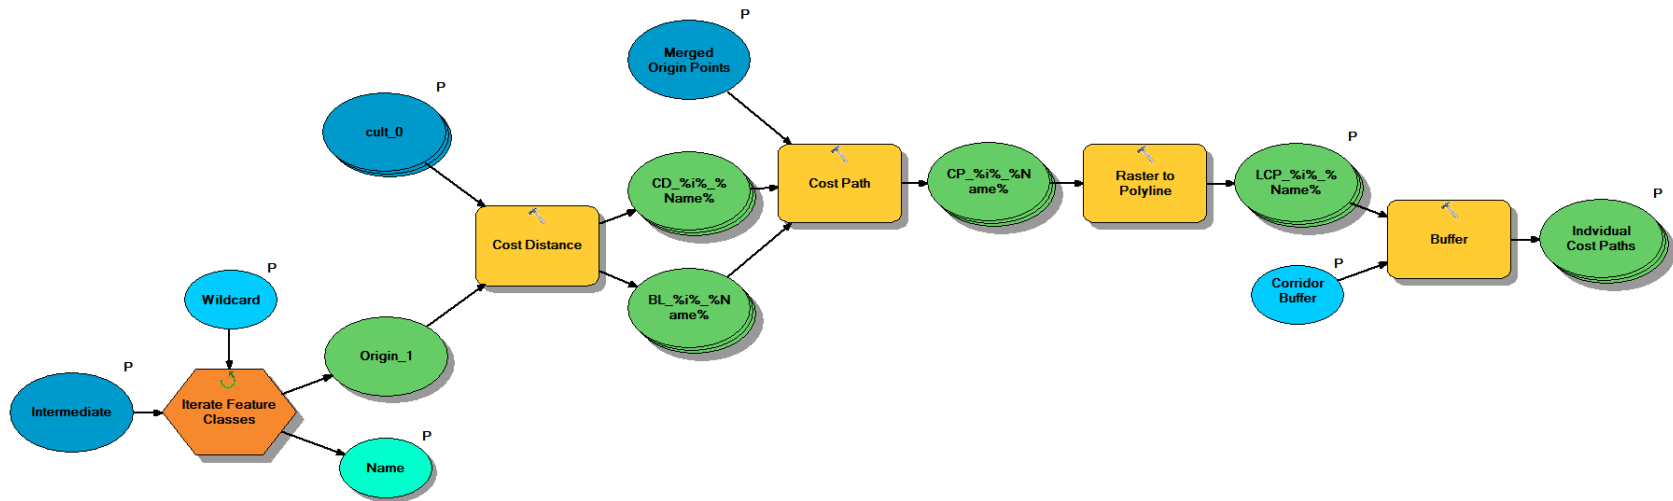 P
Merged
Origin Points
P
cult_0
P
Cost Path
CD_%i%_%
Name%
P
CP_%i%_%N
ame%
Raster to
Polyline
P
LCP_%i%_%
Name%
P
Cost Distance
Buffer
Indvidual
Cost Paths
P
Wildcard
BL_%i%_%N
ame%
P
Corridor
Buffer
Origin_1
P
Intermediate
Iterate Feature
Classes
P
Name